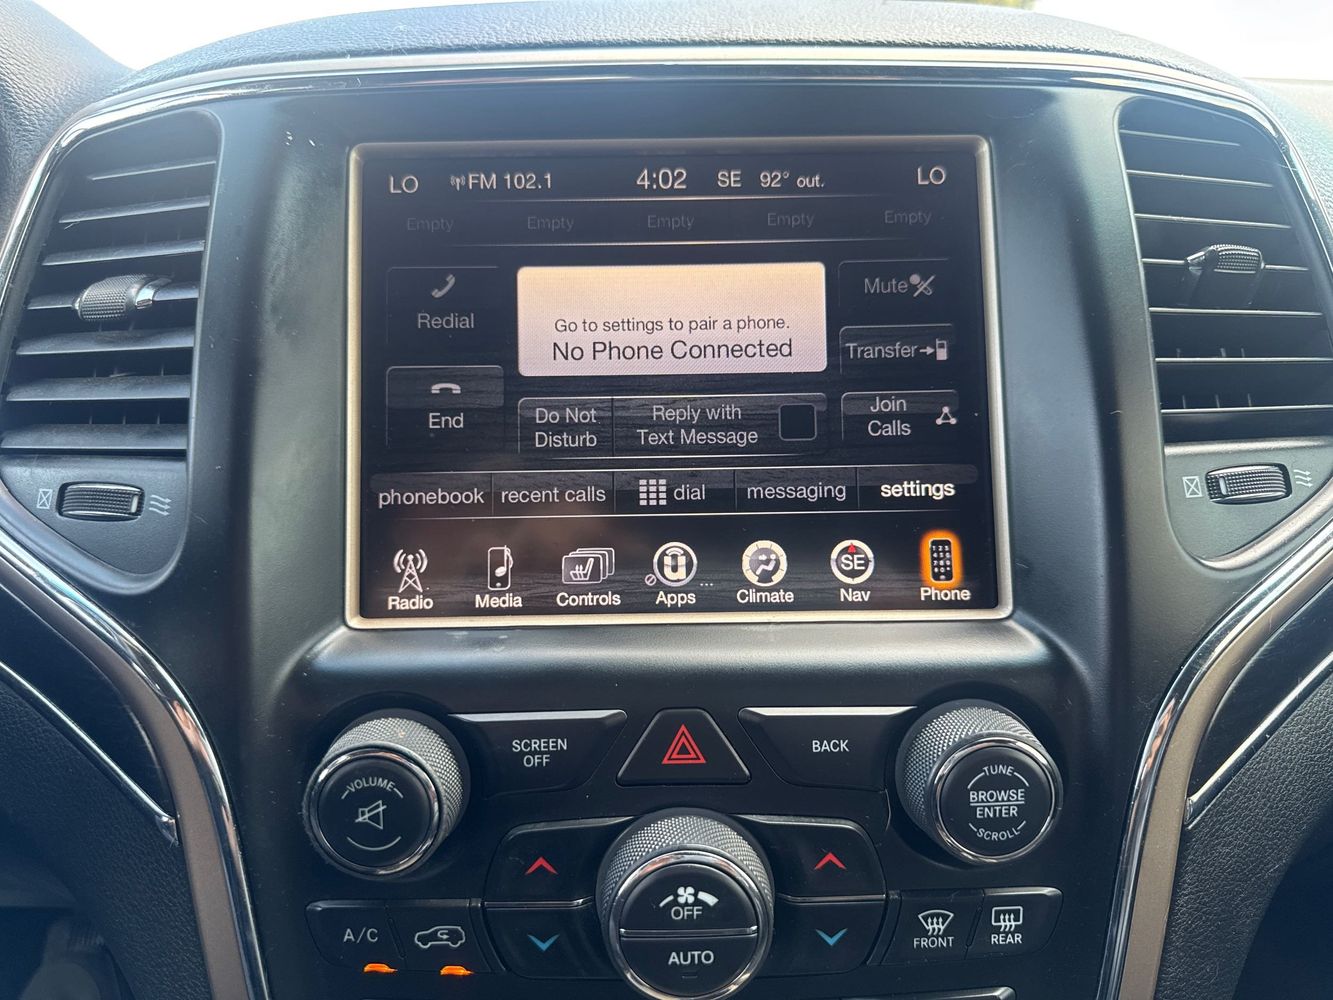 LO FM 102.1 4:02 SE 92° out. LO
Empty Empty Empty Empty Empty
Redial
Go to settings to pair a phone.
No Phone Connected
Mute
Transfer
End
Do Not
Disturb
Reply with
Text Message
Join
Calls
phonebook recent calls dial messaging settings
Radio Media Controls Apps Climate SE Nav Phone
VOLUME
SCREEN
OFF
BACK
TUNE
BROWSE
ENTER
SCROLL
OFF
AUTO
A/C
FRONT
REAR